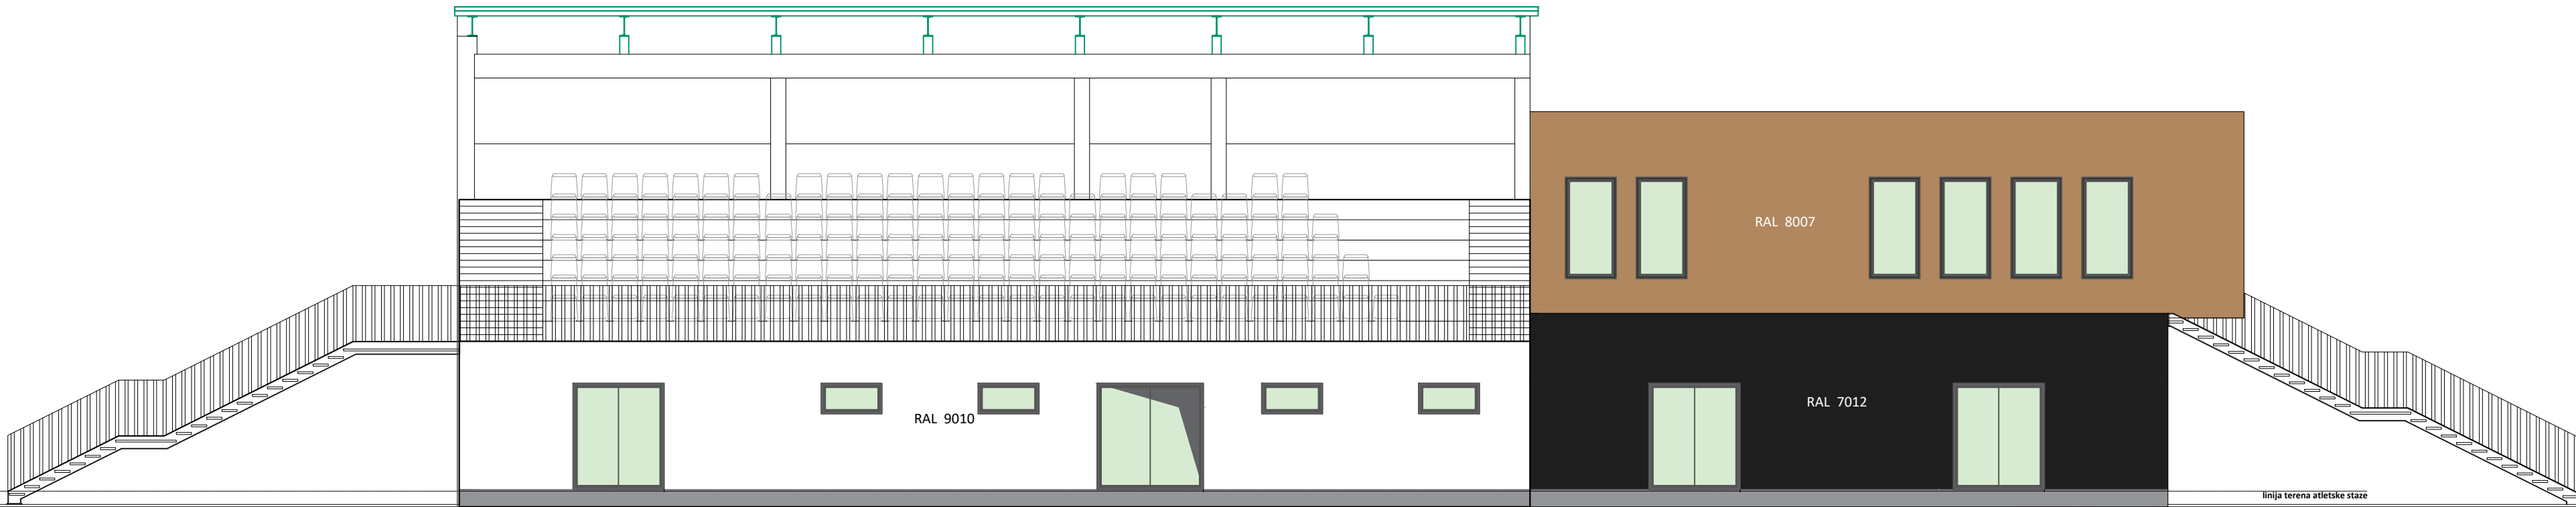 RAL 8007
RAL 9010
RAL 7012
linija terena atletske staze